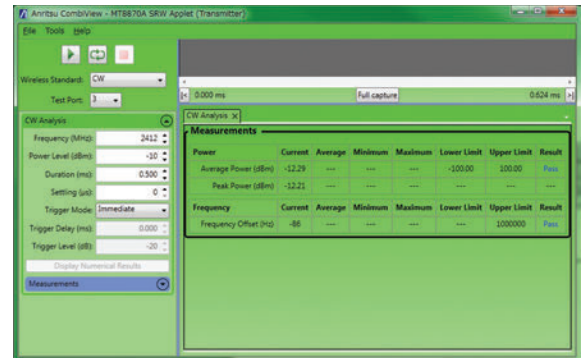 Anritsu CombiView - MT8870A SRW Applet (Transmitter)
File Tools Help
Wireless Standard: CW
Test Port: 3
|< 0.000 ms Full capture 0.624 ms >|
CW Analysis
Frequency (MHz): 2412
Power Level (dBm): -10
Duration (ms): 0.500
Settling (µs): 0
Trigger Mode: Immediate
Trigger Delay (ms): 0.000
Trigger Level (dB): -20
Display Numerical Results
Measurements
CW Analysis X
Measurements
Power Current Average Minimum Maximum Lower Limit Upper Limit Result
Average Power (dBm) -12.29 --- --- --- -100.00 100.00 Pass
Peak Power (dBm) -12.21 --- --- --- --- --- ---
Frequency Current Average Minimum Maximum Lower Limit Upper Limit Result
Frequency Offset (Hz) -86 --- --- --- --- 1000000 Pass